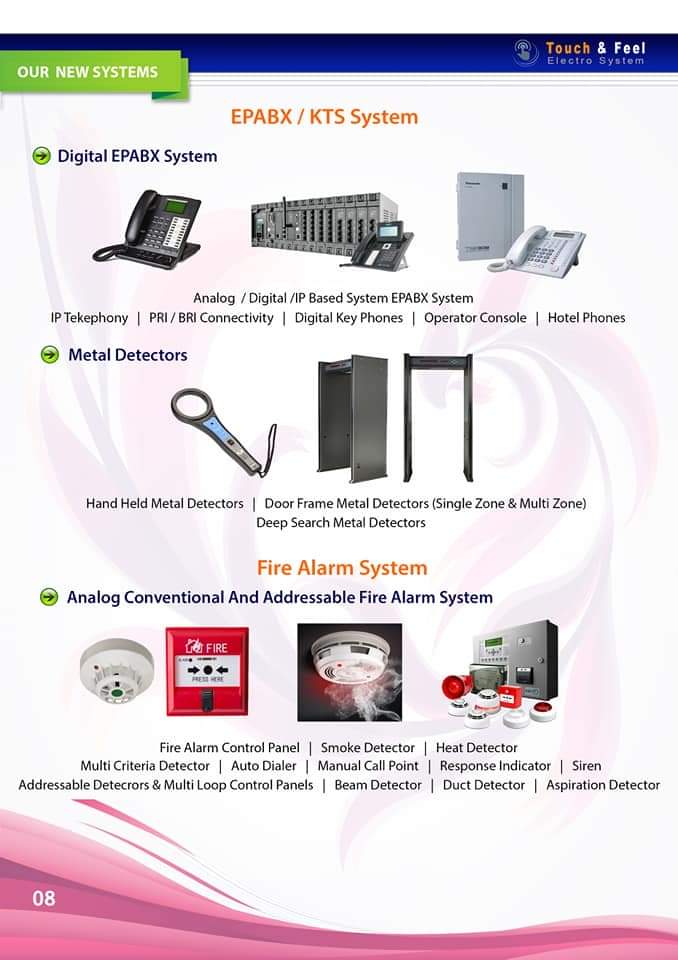 Touch & Feel
Electro System
OUR NEW SYSTEMS
EPABX / KTS System
Digital EPABX System
Analog / Digital /IP Based System EPABX System
IP Tekephony | PRI / BRI Connectivity | Digital Key Phones | Operator Console | Hotel Phones
Metal Detectors
Hand Held Metal Detectors | Door Frame Metal Detectors (Single Zone & Multi Zone)
Deep Search Metal Detectors
Fire Alarm System
Analog Conventional And Addressable Fire Alarm System
FIRE
PRESS HERE
Fire Alarm Control Panel | Smoke Detector | Heat Detector
Multi Criteria Detector | Auto Dialer | Manual Call Point | Response Indicator | Siren
Addressable Detecrors & Multi Loop Control Panels | Beam Detector | Duct Detector | Aspiration Detector
08